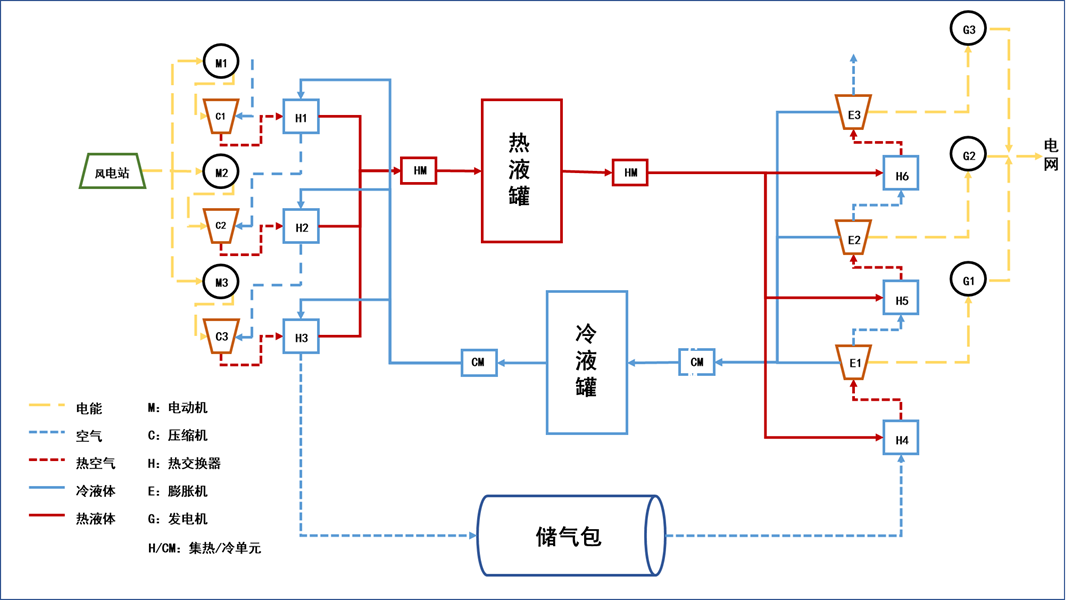 G3
M1
C1
H1
E3
热液罐
HM
HM
G2
电网
风电站
M2
H6
C2
H2
E2
M3
G1
H5
C3
H3
冷液罐
CM
CM
E1
电能
M：电动机
空气
C：压缩机
H4
热空气
H：热交换器
冷液体
E：膨胀机
热液体
G：发电机
储气包
H/CM：集热/冷单元